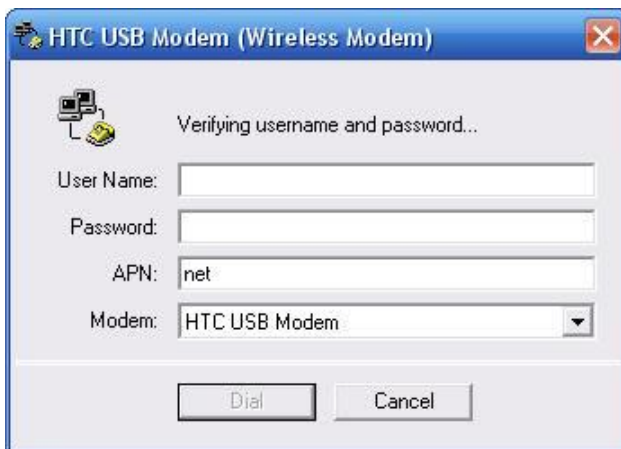 HTC USB Modem (Wireless Modem)
Verifying username and password...
User Name:
Password:
APN: net
Modem: HTC USB Modem
Dial Cancel